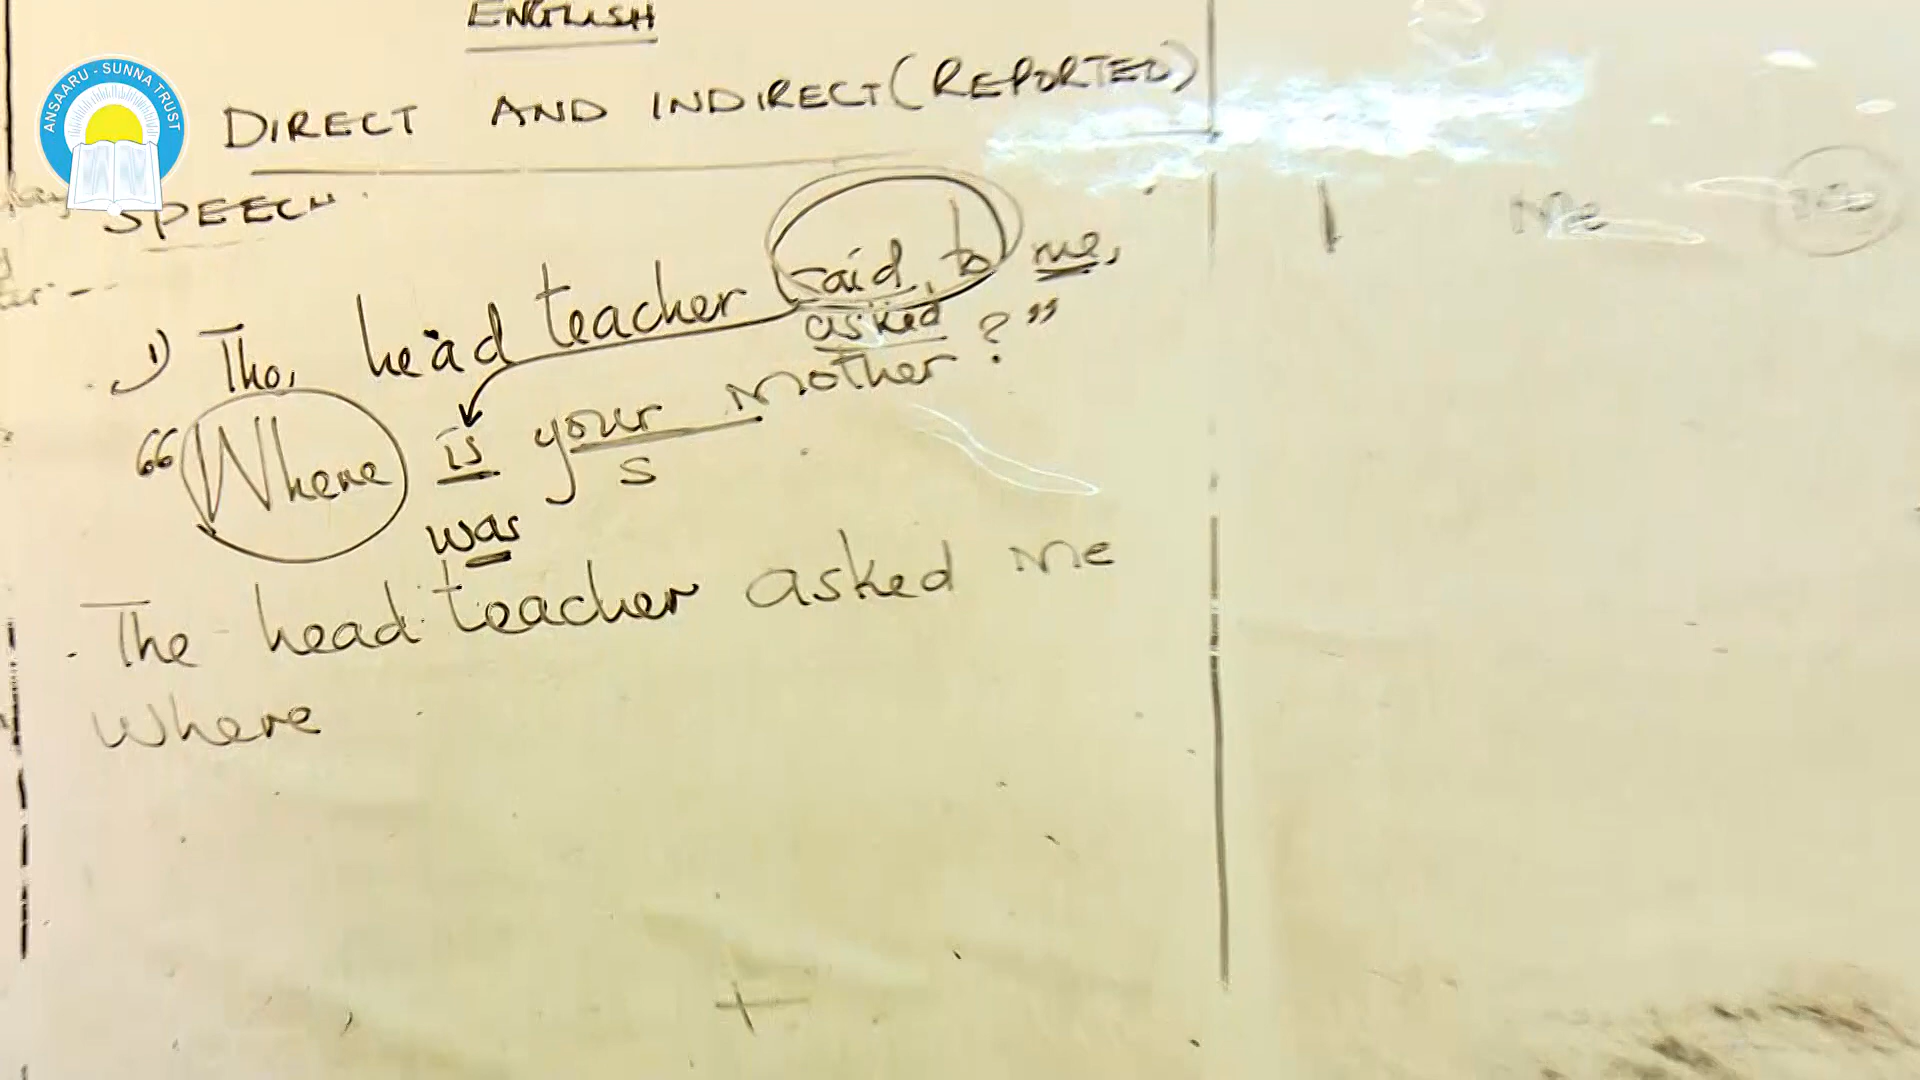 ENGLISH
ANSAARU - SUNNA TRUST
DIRECT AND INDIRECT (REPORTED)
SPEECH
1) The head teacher said to me,
asked
“Where is your mother?”
S
was
The head teacher asked me
where
I Me